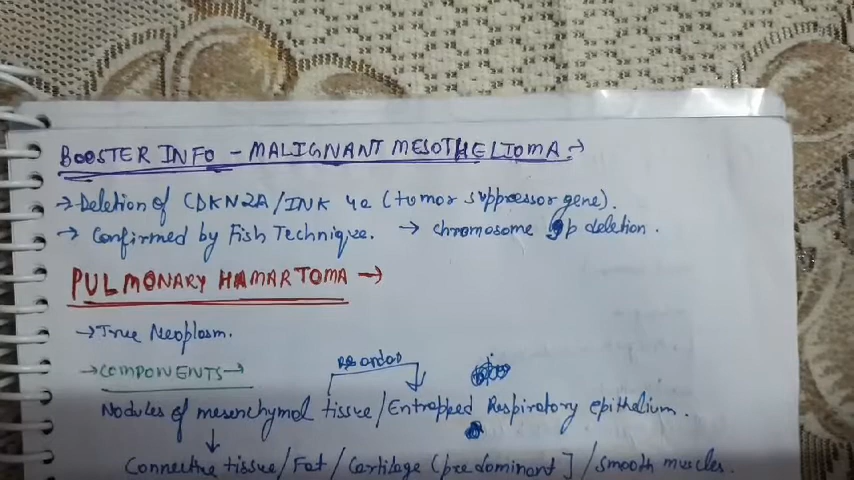 BOOSTER INFO - MALIGNANT MESOTHELIOMA :→
→ Deletion of CDKN2A/INK 4a (tumor suppressor gene).
→ Confirmed by Fish Technique. → chromosome 9p deletion.
PULMONARY HAMARTOMA →
→ True Neoplasm.
→ COMPONENTS →
Nodules of mesenchymal tissue/Entrapped Respiratory epithelium.
↓
Connective tissue/Fat/Cartilage (predominant]/smooth muscles.